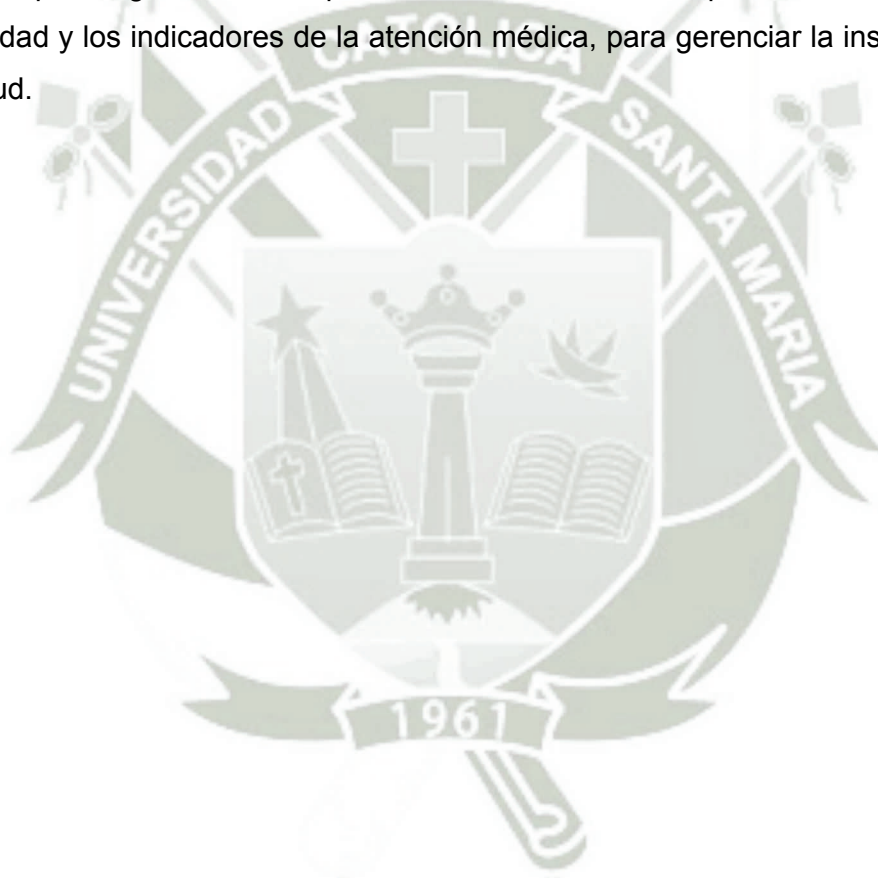 dad y los indicadores de la atención médica, para gerenciar la ins
ud.
UNIVERSIDAD CATOLICA SANTA MARIA
1961